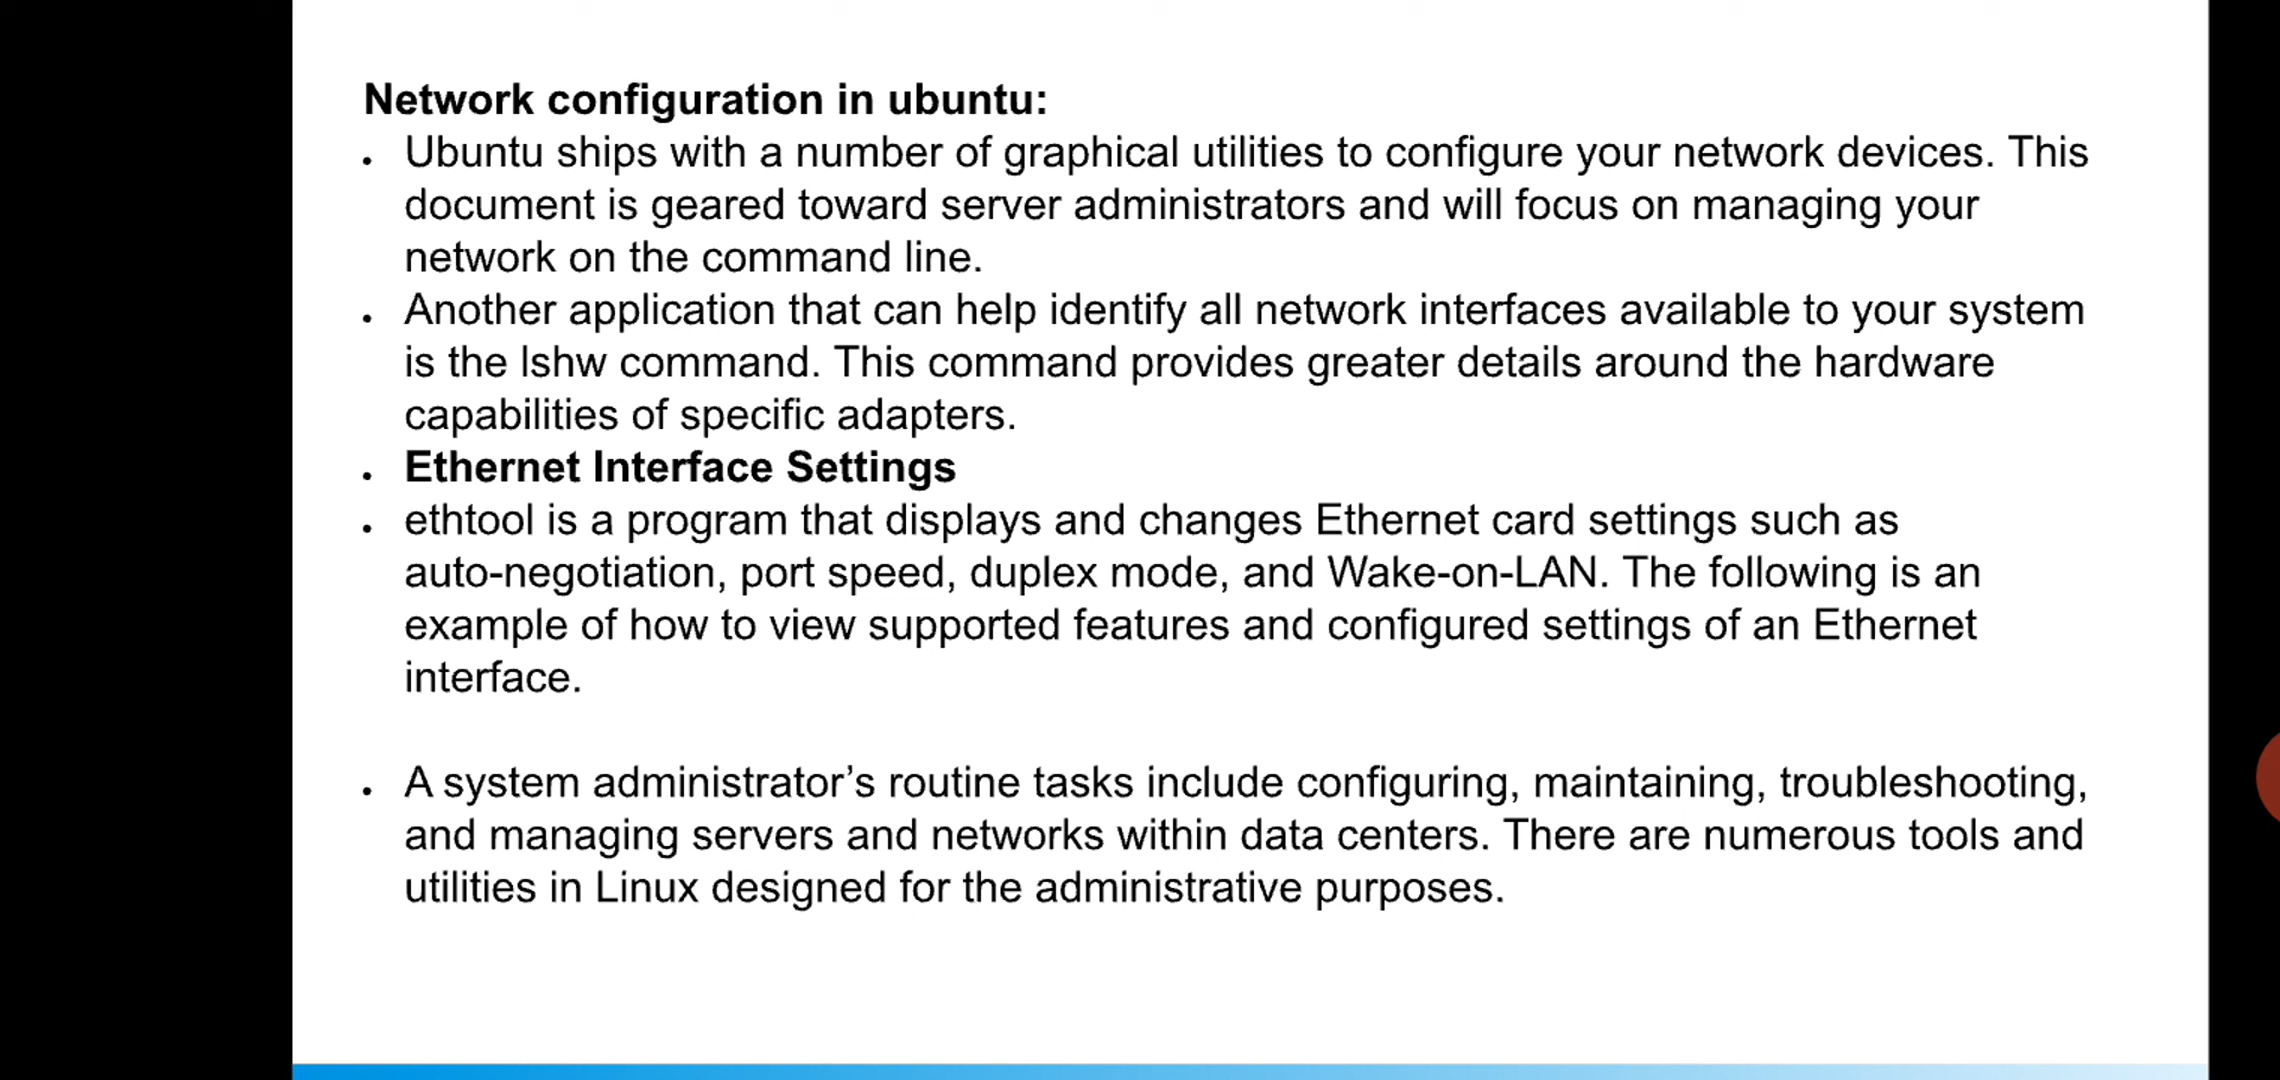 Network configuration in ubuntu:
• Ubuntu ships with a number of graphical utilities to configure your network devices. This
document is geared toward server administrators and will focus on managing your
network on the command line.
• Another application that can help identify all network interfaces available to your system
is the lshw command. This command provides greater details around the hardware
capabilities of specific adapters.
• Ethernet Interface Settings
• ethtool is a program that displays and changes Ethernet card settings such as
auto-negotiation, port speed, duplex mode, and Wake-on-LAN. The following is an
example of how to view supported features and configured settings of an Ethernet
interface.
• A system administrator’s routine tasks include configuring, maintaining, troubleshooting,
and managing servers and networks within data centers. There are numerous tools and
utilities in Linux designed for the administrative purposes.